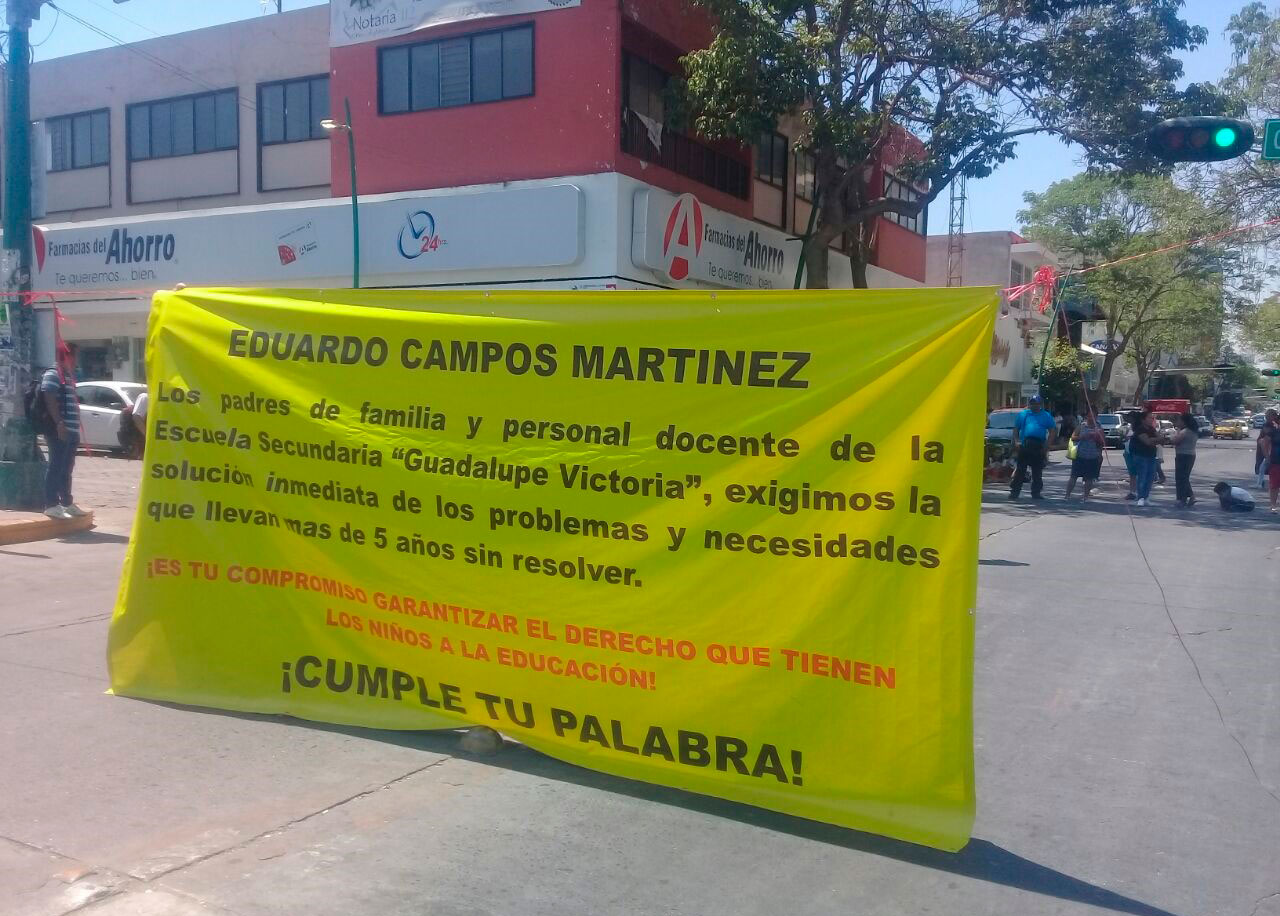 Notaría
Farmacias del Ahorro
Te queremos... bien.
24
Farmacias del Ahorro
Te queremos... bien.
EDUARDO CAMPOS MARTINEZ
Los padres de familia y personal docente de la
Escuela Secundaria “Guadalupe Victoria”, exigimos la
solución inmediata de los problemas y necesidades
que llevan mas de 5 años sin resolver.
¡ES TU COMPROMISO GARANTIZAR EL DERECHO QUE TIENEN
LOS NIÑOS A LA EDUCACIÓN!
¡CUMPLE TU PALABRA!